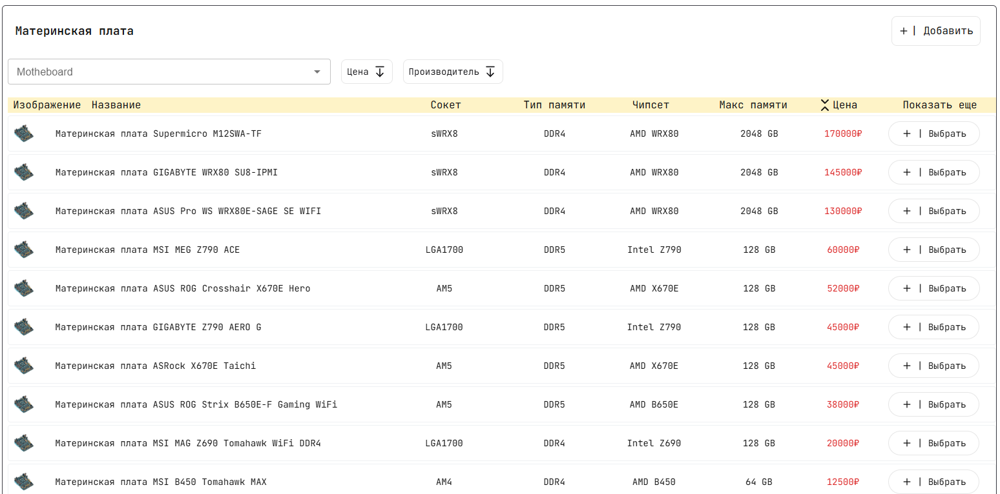 Материнская плата
+ | Добавить
Motheboard
Цена
Производитель
Изображение Название Сокет Тип памяти Чипсет Макс памяти Цена Показать еще
Материнская плата Supermicro M12SWA-TF sWRX8 DDR4 AMD WRX80 2048 GB 170000₽ + | Выбрать
Материнская плата GIGABYTE WRX80 SU8-IPMI sWRX8 DDR4 AMD WRX80 2048 GB 145000₽ + | Выбрать
Материнская плата ASUS Pro WS WRX80E-SAGE SE WIFI sWRX8 DDR4 AMD WRX80 2048 GB 130000₽ + | Выбрать
Материнская плата MSI MEG Z790 ACE LGA1700 DDR5 Intel Z790 128 GB 60000₽ + | Выбрать
Материнская плата ASUS ROG Crosshair X670E Hero AM5 DDR5 AMD X670E 128 GB 52000₽ + | Выбрать
Материнская плата GIGABYTE Z790 AERO G LGA1700 DDR5 Intel Z790 128 GB 45000₽ + | Выбрать
Материнская плата ASRock X670E Taichi AM5 DDR5 AMD X670E 128 GB 45000₽ + | Выбрать
Материнская плата ASUS ROG Strix B650E-F Gaming WiFi AM5 DDR5 AMD B650E 128 GB 38000₽ + | Выбрать
Материнская плата MSI MAG Z690 Tomahawk WiFi DDR4 LGA1700 DDR4 Intel Z690 128 GB 20000₽ + | Выбрать
Материнская плата MSI B450 Tomahawk MAX AM4 DDR4 AMD B450 64 GB 12500₽ + | Выбрать